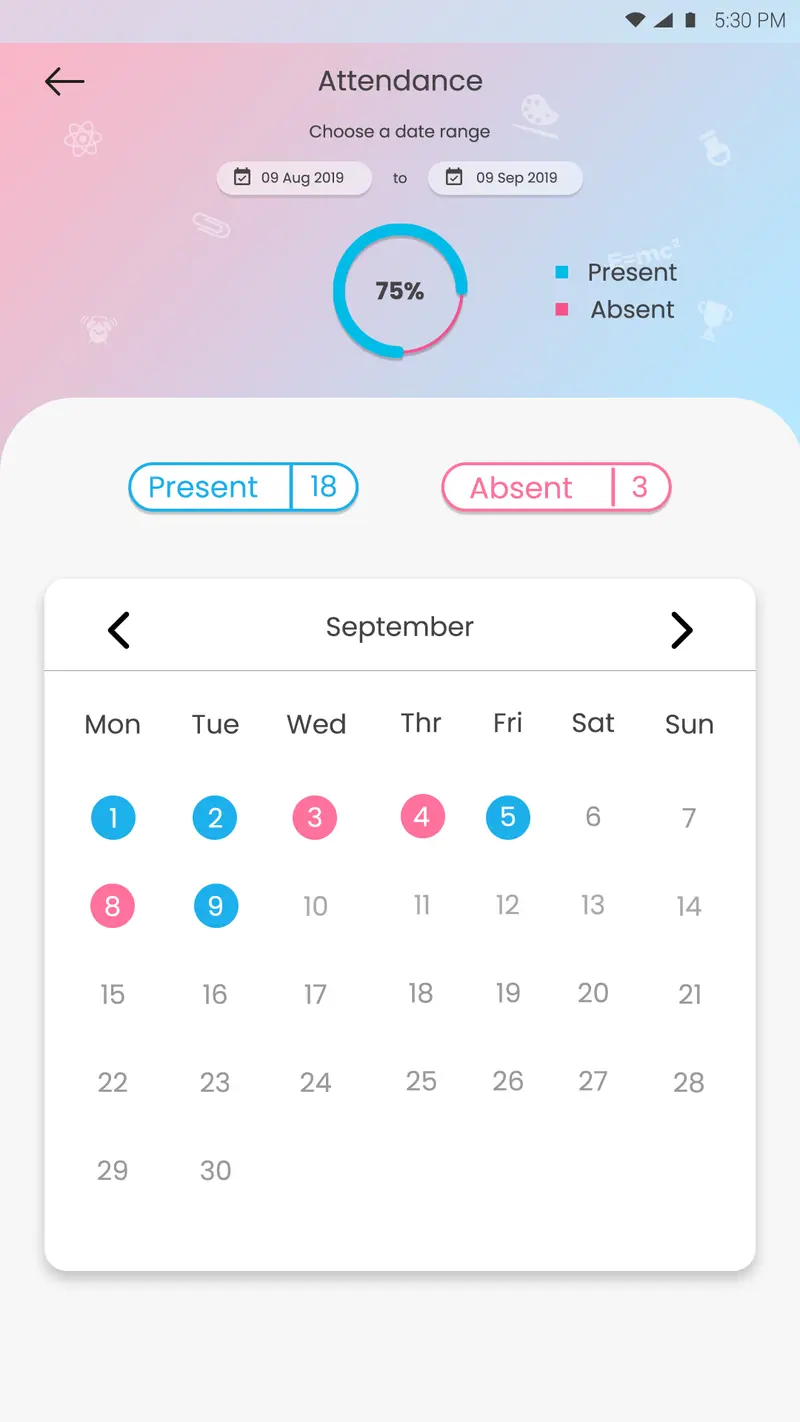 5:30 PM
Attendance
Choose a date range
09 Aug 2019 to 09 Sep 2019
E=mc²
75%
Present
Absent
Present 18 Absent 3
September
Mon Tue Wed Thr Fri Sat Sun
1 2 3 4 5 6 7
8 9 10 11 12 13 14
15 16 17 18 19 20 21
22 23 24 25 26 27 28
29 30